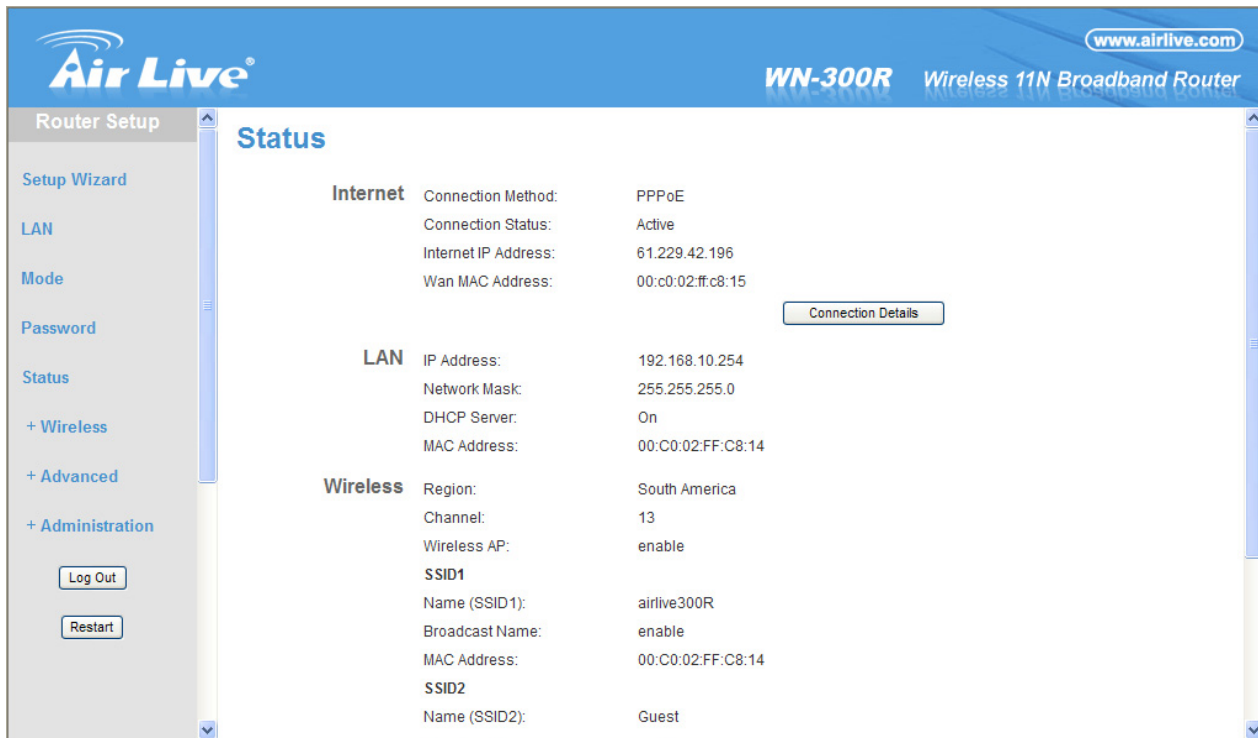 Air Live®
www.airlive.com
WN-300R Wireless 11N Broadband Router
Router Setup
Setup Wizard
LAN
Mode
Password
Status
+ Wireless
+ Advanced
+ Administration
Log Out
Restart
Status
Internet Connection Method: PPPoE
Connection Status: Active
Internet IP Address: 61.229.42.196
Wan MAC Address: 00:c0:02:ff:c8:15
Connection Details
LAN IP Address: 192.168.10.254
Network Mask: 255.255.255.0
DHCP Server: On
MAC Address: 00:C0:02:FF:C8:14
Wireless Region: South America
Channel: 13
Wireless AP: enable
SSID1
Name (SSID1): airlive300R
Broadcast Name: enable
MAC Address: 00:C0:02:FF:C8:14
SSID2
Name (SSID2): Guest